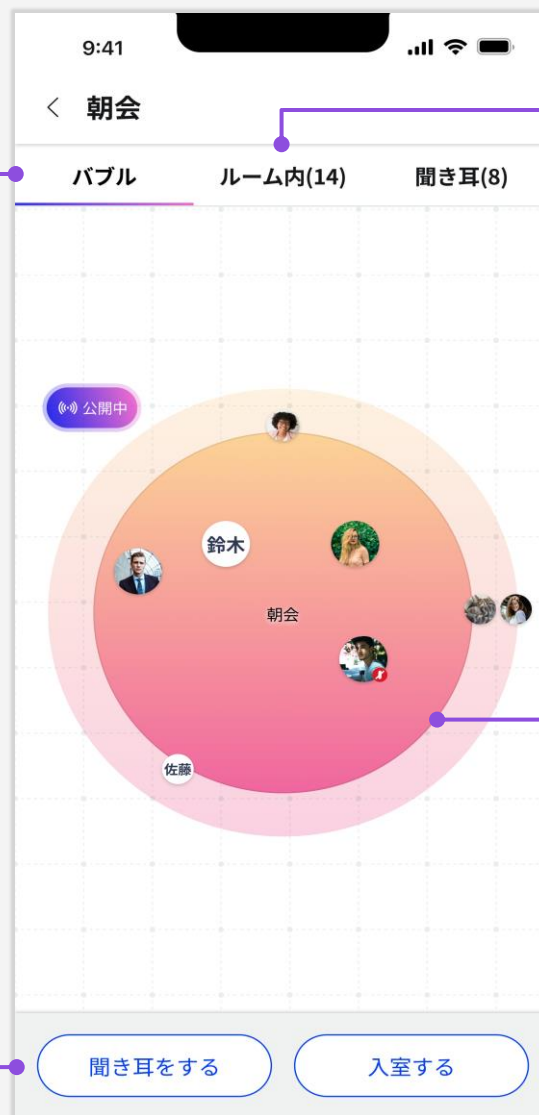 9:41
朝会
バブル
ルーム内(14)
聞き耳(8)
公開中
鈴木
朝会
佐藤
聞き耳をする
入室する